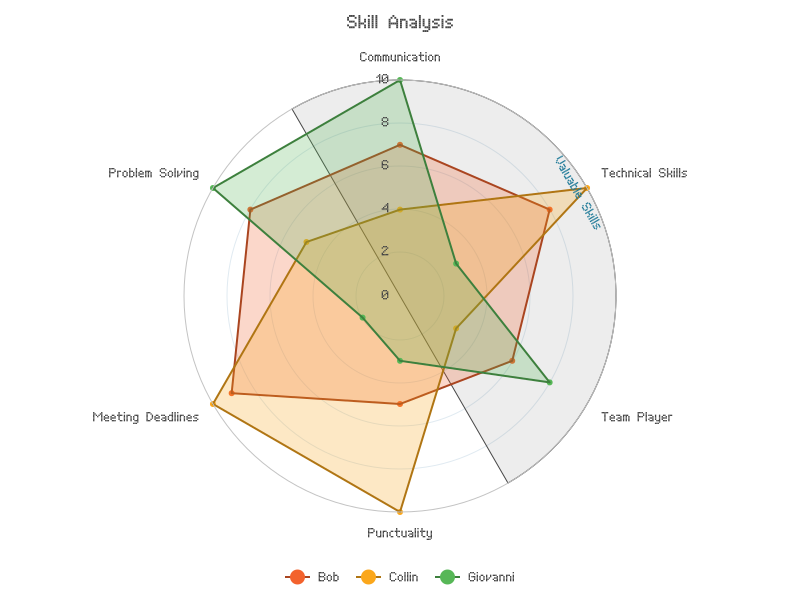 Skill Analysis
Communication
10
8
6
4
2
0
Problem Solving
Technical Skills
Valuable Skills
Meeting Deadlines
Team Player
Punctuality
Bob
Collin
Giovanni